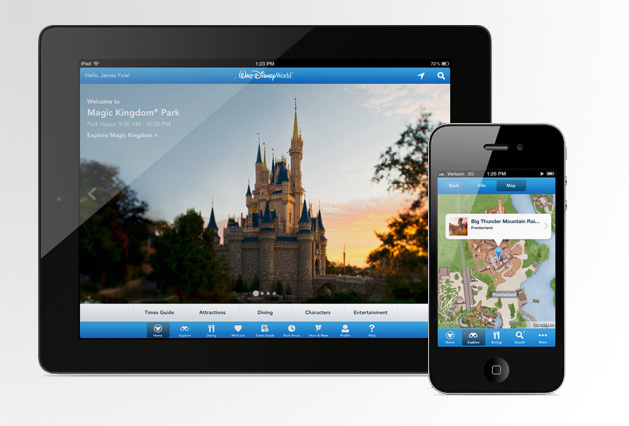 iPad
1:23 PM
72%
Hello, James Yule!
Walt Disney World
Welcome to
Magic Kingdom® Park
Park Hours: 9:00 AM - 10:00 PM
Explore Magic Kingdom >
Times Guide Attractions Dining Characters Entertainment
Home Explore Dining Wish List Times Guide Park Hours Here & Now Profile Help
Verizon 3G 1:26 PM
Back Info Map
Big Thunder Mountain Rai...
Frontierland
Frontierland
Google
Home Explore Dining Search More